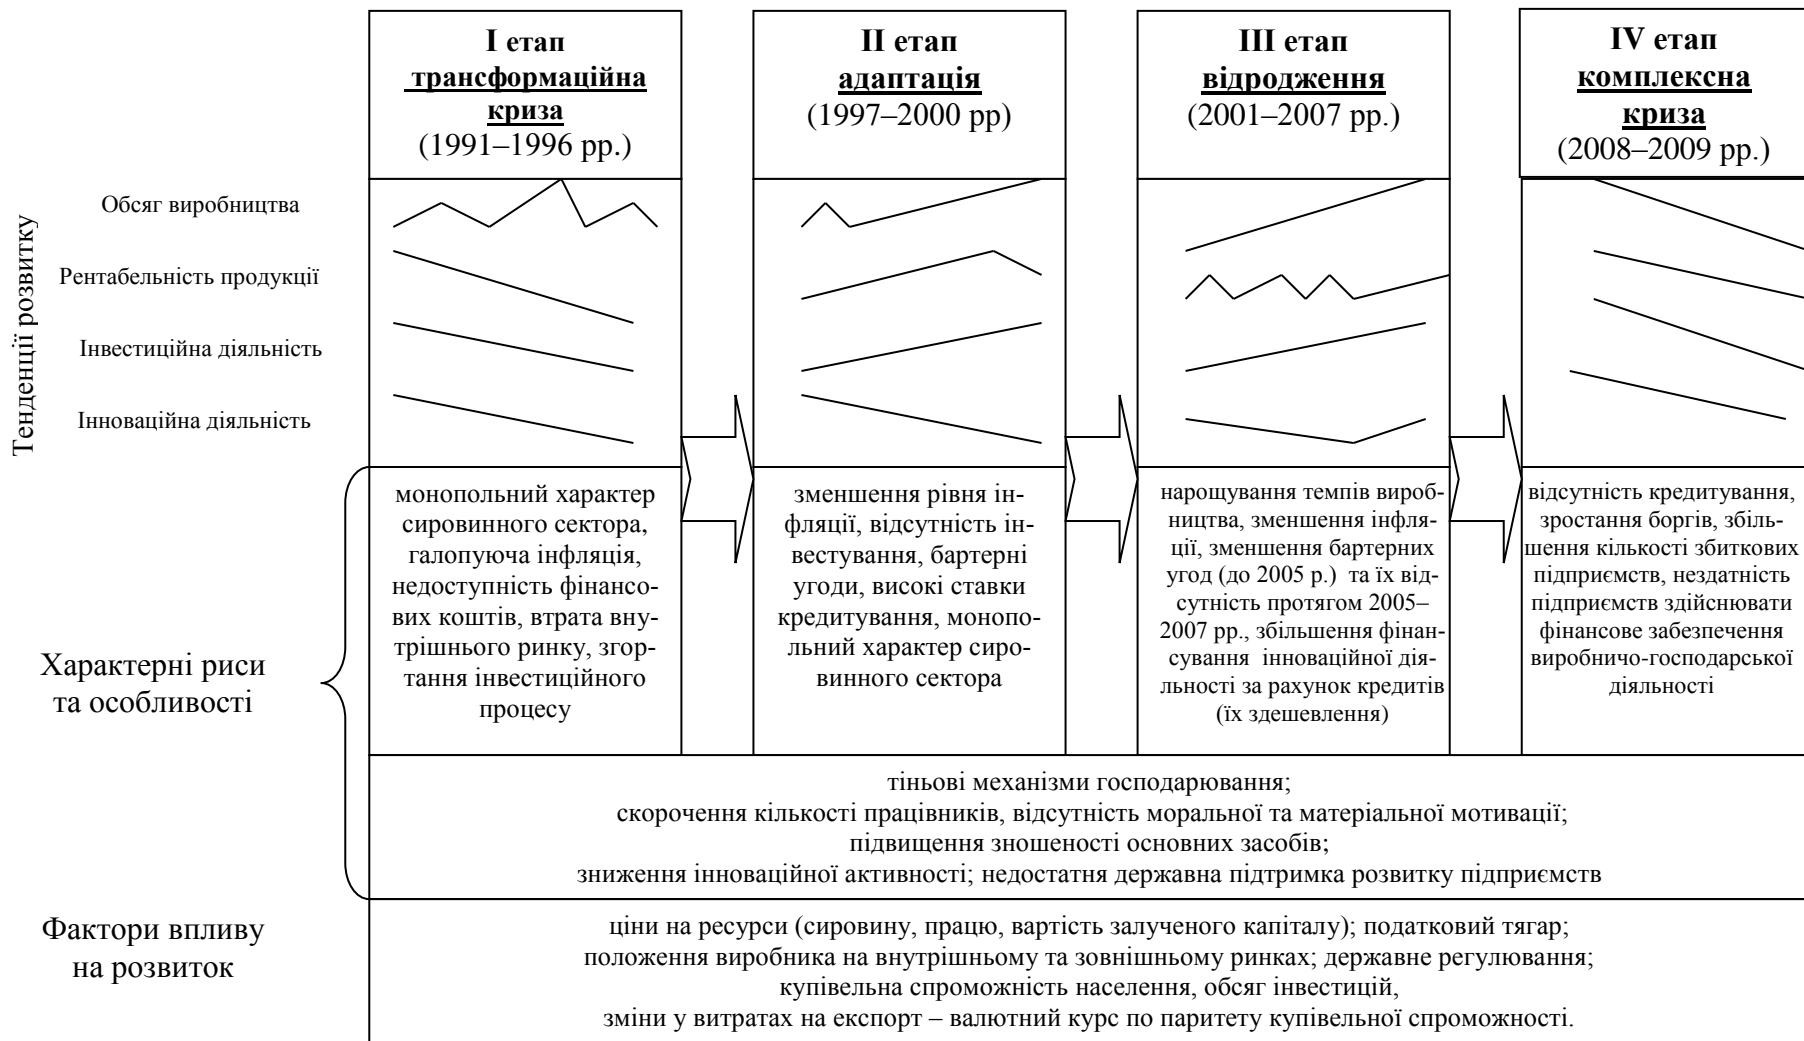 I етап
трансформаційна
криза
(1991–1996 рр.)
II етап
адаптація
(1997–2000 рр)
III етап
відродження
(2001–2007 рр.)
IV етап
комплексна
криза
(2008–2009 рр.)
Тенденції розвитку
Обсяг виробництва
Рентабельність продукції
Інвестиційна діяльність
Інноваційна діяльність
Характерні риси
та особливості
монопольний характер
сировинного сектора,
галопуюча інфляція,
недоступність фінансо-
вих коштів, втрата вну-
трішнього ринку, згор-
тання інвестиційного
процесу
зменшення рівня ін-
фляції, відсутність ін-
вестування, бартерні
угоди, високі ставки
кредитування, монопо-
льний характер сиро-
винного сектора
нарощування темпів вироб-
ництва, зменшення інфля-
ції, зменшення бартерних
угод (до 2005 р.) та їх від-
сутність протягом 2005–
2007 рр., збільшення фінан-
сування інноваційної дія-
льності за рахунок кредитів
(їх здешевлення)
відсутність кредитування,
зростання боргів, збіль-
шення кількості збиткових
підприємств, нездатність
підприємств здійснювати
фінансове забезпечення
виробничо-господарської
діяльності
тіньові механізми господарювання;
скорочення кількості працівників, відсутність моральної та матеріальної мотивації;
підвищення зношеності основних засобів;
зниження інноваційної активності; недостатня державна підтримка розвитку підприємств
Фактори впливу
на розвиток
ціни на ресурси (сировину, працю, вартість залученого капіталу); податковий тягар;
положення виробника на внутрішньому та зовнішньому ринках; державне регулювання;
купівельна спроможність населення, обсяг інвестицій,
зміни у витратах на експорт – валютний курс по паритету купівельної спроможності.